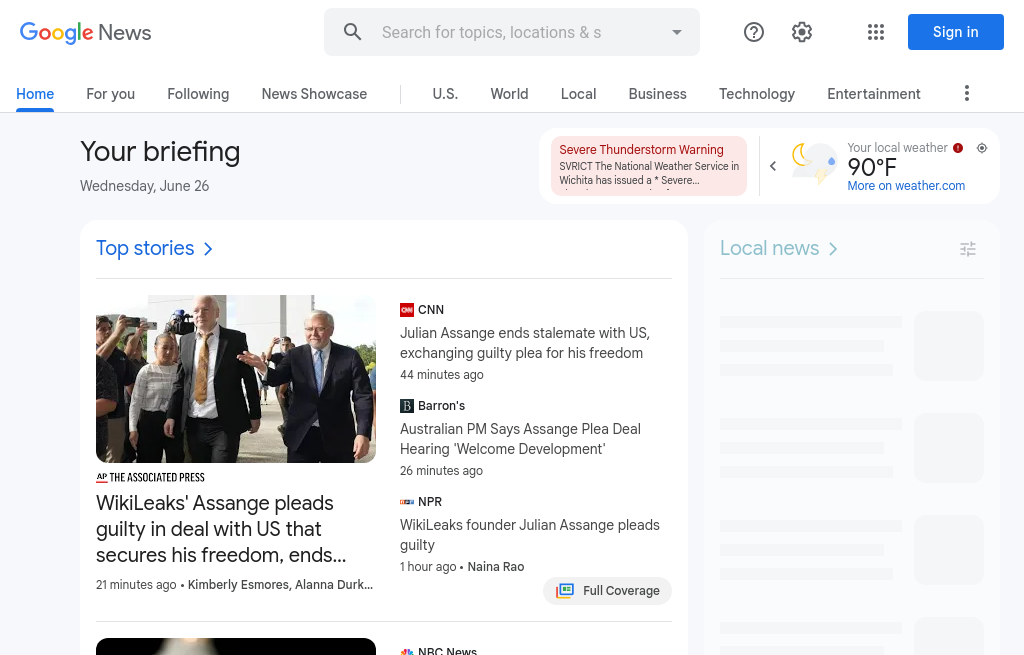 Google News
Search for topics, locations & s
Sign in
Home
For you
Following
News Showcase
U.S.
World
Local
Business
Technology
Entertainment
Your briefing
Wednesday, June 26
Severe Thunderstorm Warning
SVRICT The National Weather Service in
Wichita has issued a * Severe...
Your local weather
90°F
More on weather.com
Top stories
Local news
AP THE ASSOCIATED PRESS
WikiLeaks' Assange pleads
guilty in deal with US that
secures his freedom, ends...
21 minutes ago • Kimberly Esmores, Alanna Durk...
CNN
Julian Assange ends stalemate with US,
exchanging guilty plea for his freedom
44 minutes ago
B Barron's
Australian PM Says Assange Plea Deal
Hearing 'Welcome Development'
26 minutes ago
NPR
WikiLeaks founder Julian Assange pleads
guilty
1 hour ago • Naina Rao
Full Coverage
NBC News